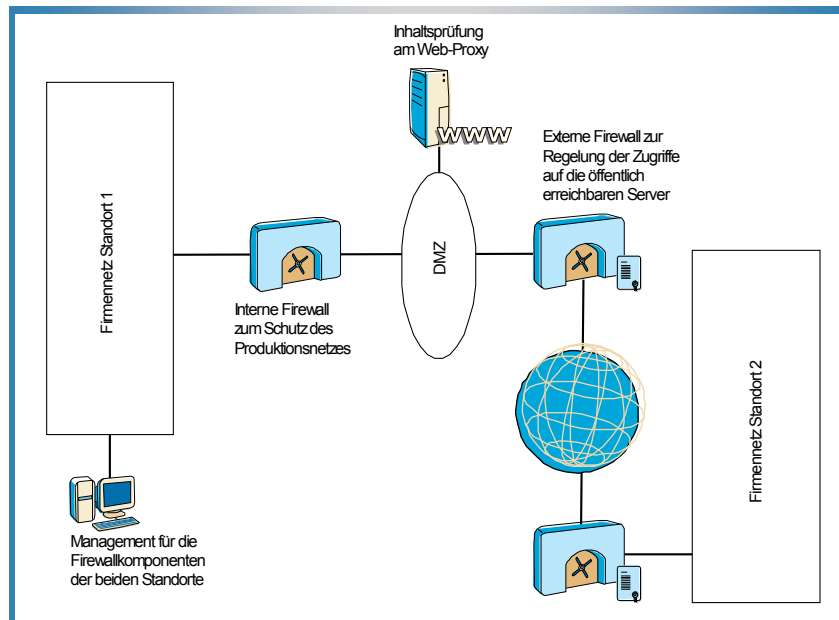 Inhaltsprüfung
am Web-Proxy
WWW
Externe Firewall zur
Regelung der Zugriffe
auf die öffentlich
erreichbaren Server
Firmennetz Standort 1
DMZ
Interne Firewall
zum Schutz des
Produktionsnetzes
Firmennetz Standort 2
Management für die
Firewallkomponenten
der beiden Standorte